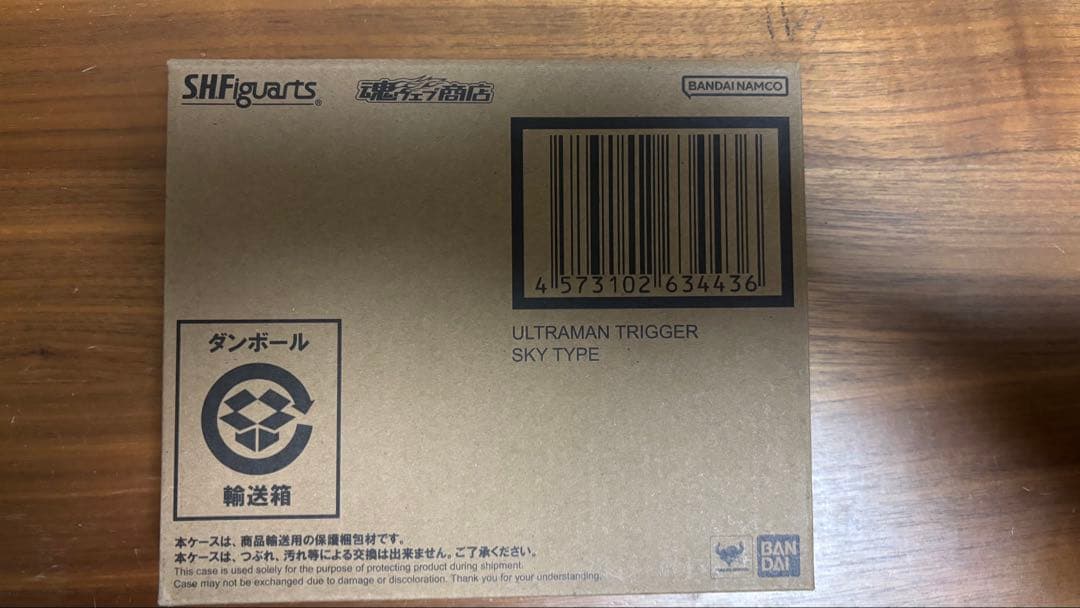 SHFiguarts®
魂ウェブ商店
BANDAI NAMCO
4 573102 634436
ULTRAMAN TRIGGER
SKY TYPE
ダンボール
輸送箱
本ケースは、商品輸送用の保護梱包材です。
本ケースは、つぶれ、汚れ等による交換は出来ません。ご了承ください。
This case is used solely for the purpose of protecting product during shipment.
Case may not be exchanged due to damage or discoloration. Thank you for your understanding.
BAN
DAI